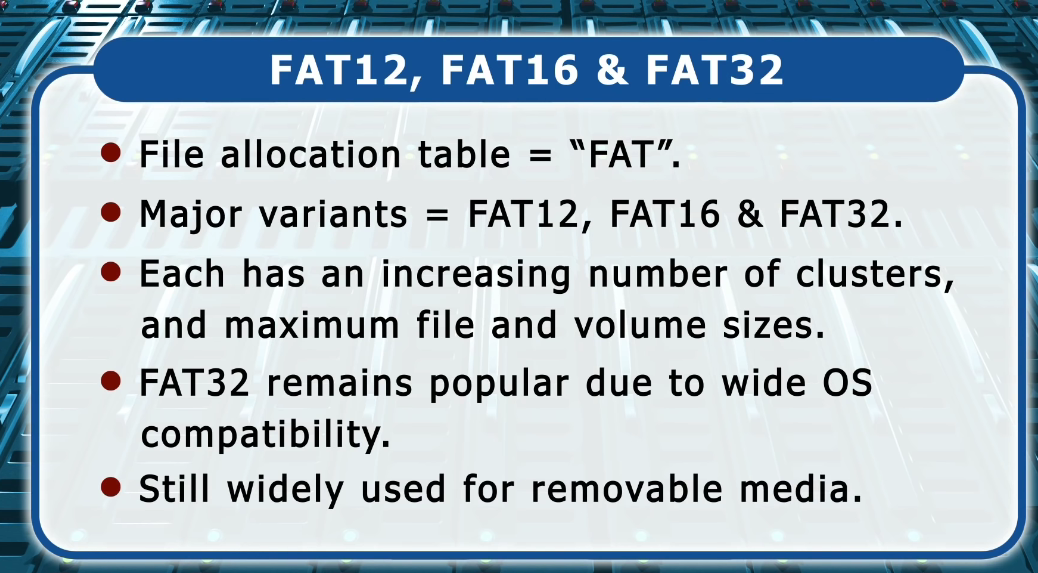 FAT12, FAT16 & FAT32
● File allocation table = “FAT”.
● Major variants = FAT12, FAT16 & FAT32.
● Each has an increasing number of clusters,
and maximum file and volume sizes.
● FAT32 remains popular due to wide OS
compatibility.
● Still widely used for removable media.